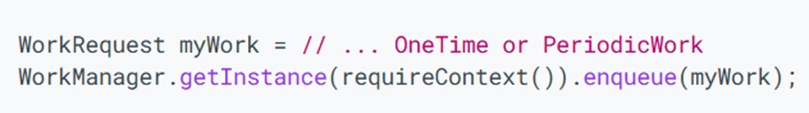 WorkRequest myWork = // ... OneTime or PeriodicWork
WorkManager.getInstance(requireContext()).enqueue(myWork);